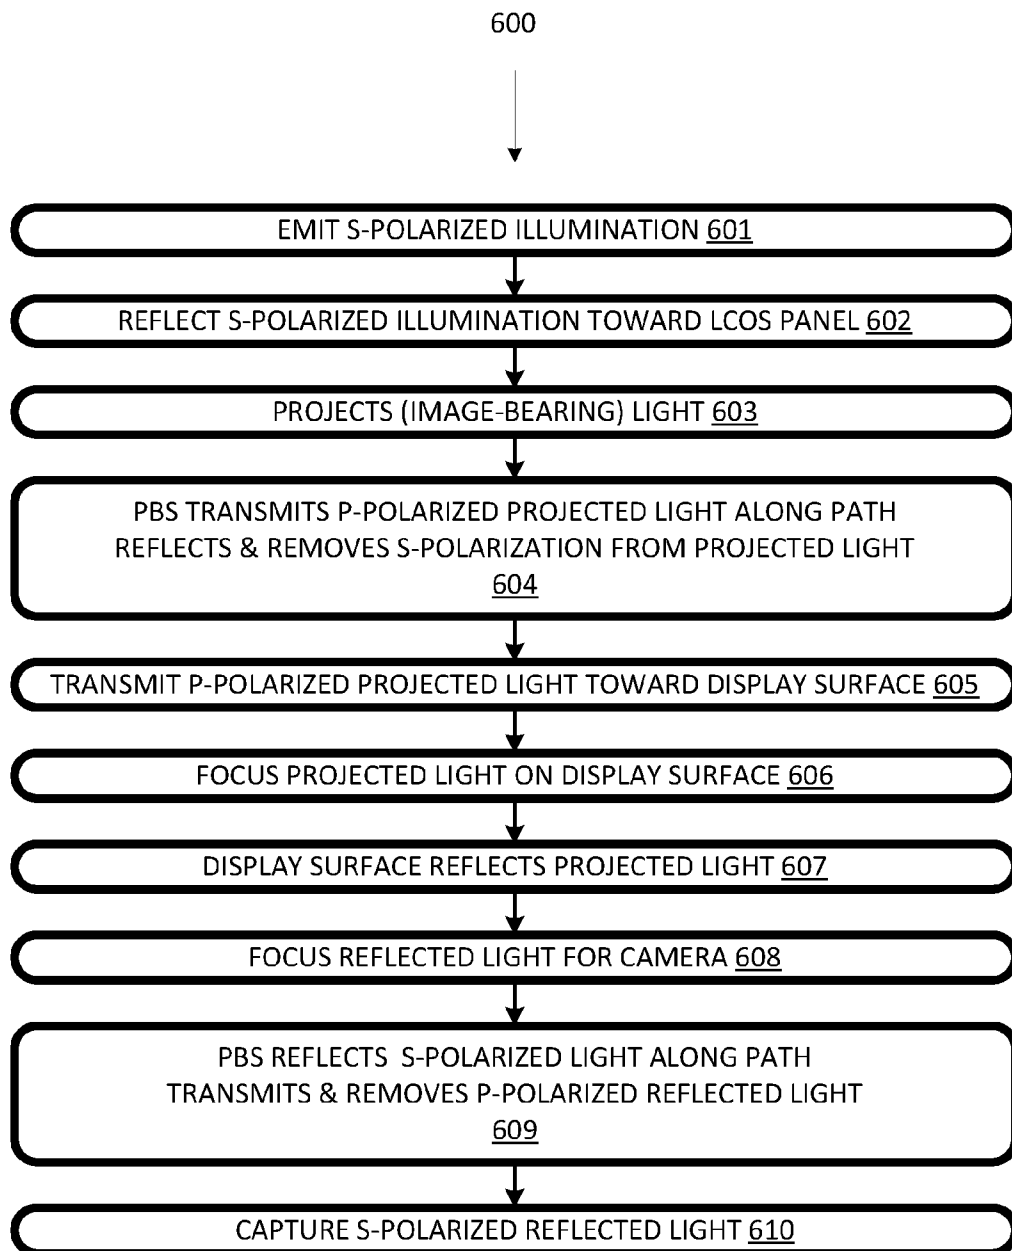 600
EMIT S-POLARIZED ILLUMINATION 601
REFLECT S-POLARIZED ILLUMINATION TOWARD LCOS PANEL 602
PROJECTS (IMAGE-BEARING) LIGHT 603
PBS TRANSMITS P-POLARIZED PROJECTED LIGHT ALONG PATH
REFLECTS & REMOVES S-POLARIZATION FROM PROJECTED LIGHT
604
TRANSMIT P-POLARIZED PROJECTED LIGHT TOWARD DISPLAY SURFACE 605
FOCUS PROJECTED LIGHT ON DISPLAY SURFACE 606
DISPLAY SURFACE REFLECTS PROJECTED LIGHT 607
FOCUS REFLECTED LIGHT FOR CAMERA 608
PBS REFLECTS S-POLARIZED LIGHT ALONG PATH
TRANSMITS & REMOVES P-POLARIZED REFLECTED LIGHT
609
CAPTURE S-POLARIZED REFLECTED LIGHT 610